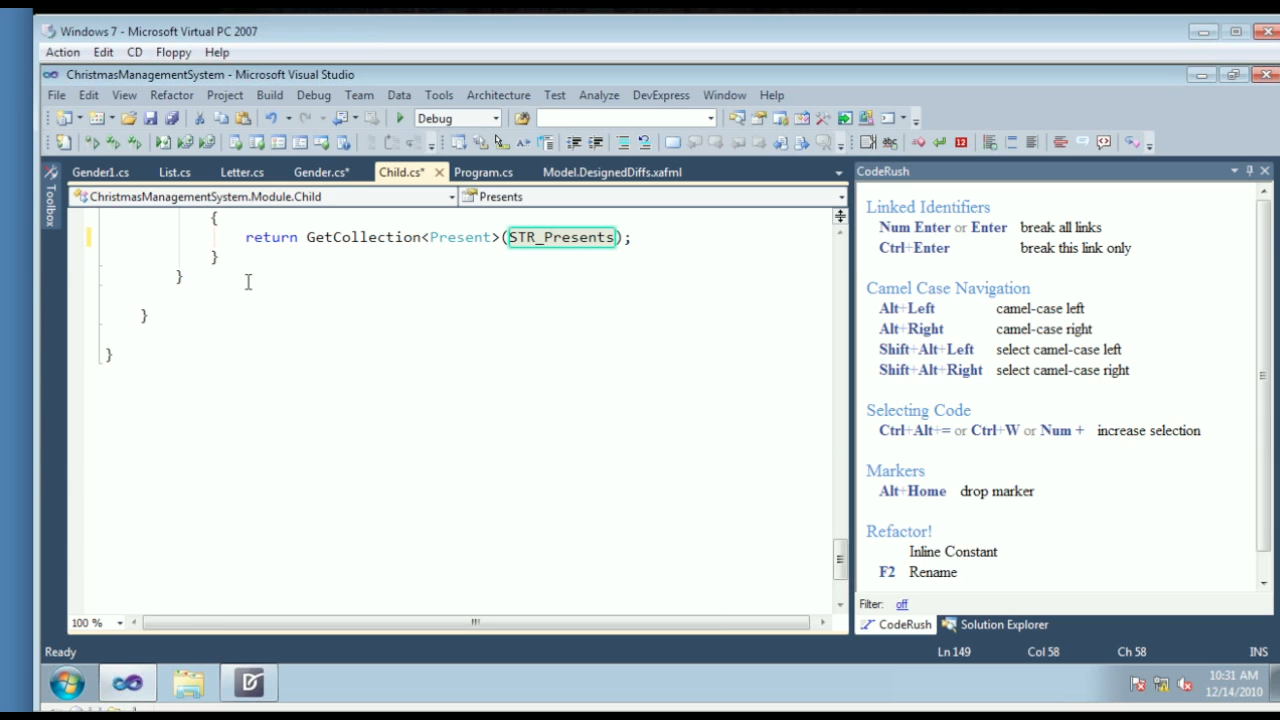 Windows 7 - Microsoft Virtual PC 2007
Action Edit CD Floppy Help
ChristmasManagementSystem - Microsoft Visual Studio
File Edit View Refactor Project Build Debug Team Data Tools Architecture Test Analyze DevExpress Window Help
Debug
Toolbox
Gender1.cs List.cs Letter.cs Gender.cs* Child.cs* Program.cs Model.DesignedDiffs.xafml
ChristmasManagementSystem.Module.Child Presents
{
return GetCollection<Present>(STR_Presents);
}
}
}
}
100 %
CodeRush
Linked Identifiers
Num Enter or Enter break all links
Ctrl+Enter break this link only
Camel Case Navigation
Alt+Left camel-case left
Alt+Right camel-case right
Shift+Alt+Left select camel-case left
Shift+Alt+Right select camel-case right
Selecting Code
Ctrl+Alt+= or Ctrl+W or Num + increase selection
Markers
Alt+Home drop marker
Refactor!
Inline Constant
F2 Rename
Filter: off
CodeRush Solution Explorer
Ready Ln 149 Col 58 Ch 58 INS
10:31 AM
12/14/2010